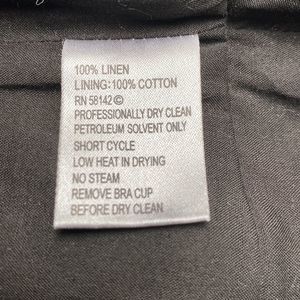 100% LINEN
LINING:100% COTTON
RN 58142©
PROFESSIONALLY DRY CLEAN
PETROLEUM SOLVENT ONLY
SHORT CYCLE
LOW HEAT IN DRYING
NO STEAM
REMOVE BRA CUP
BEFORE DRY CLEAN